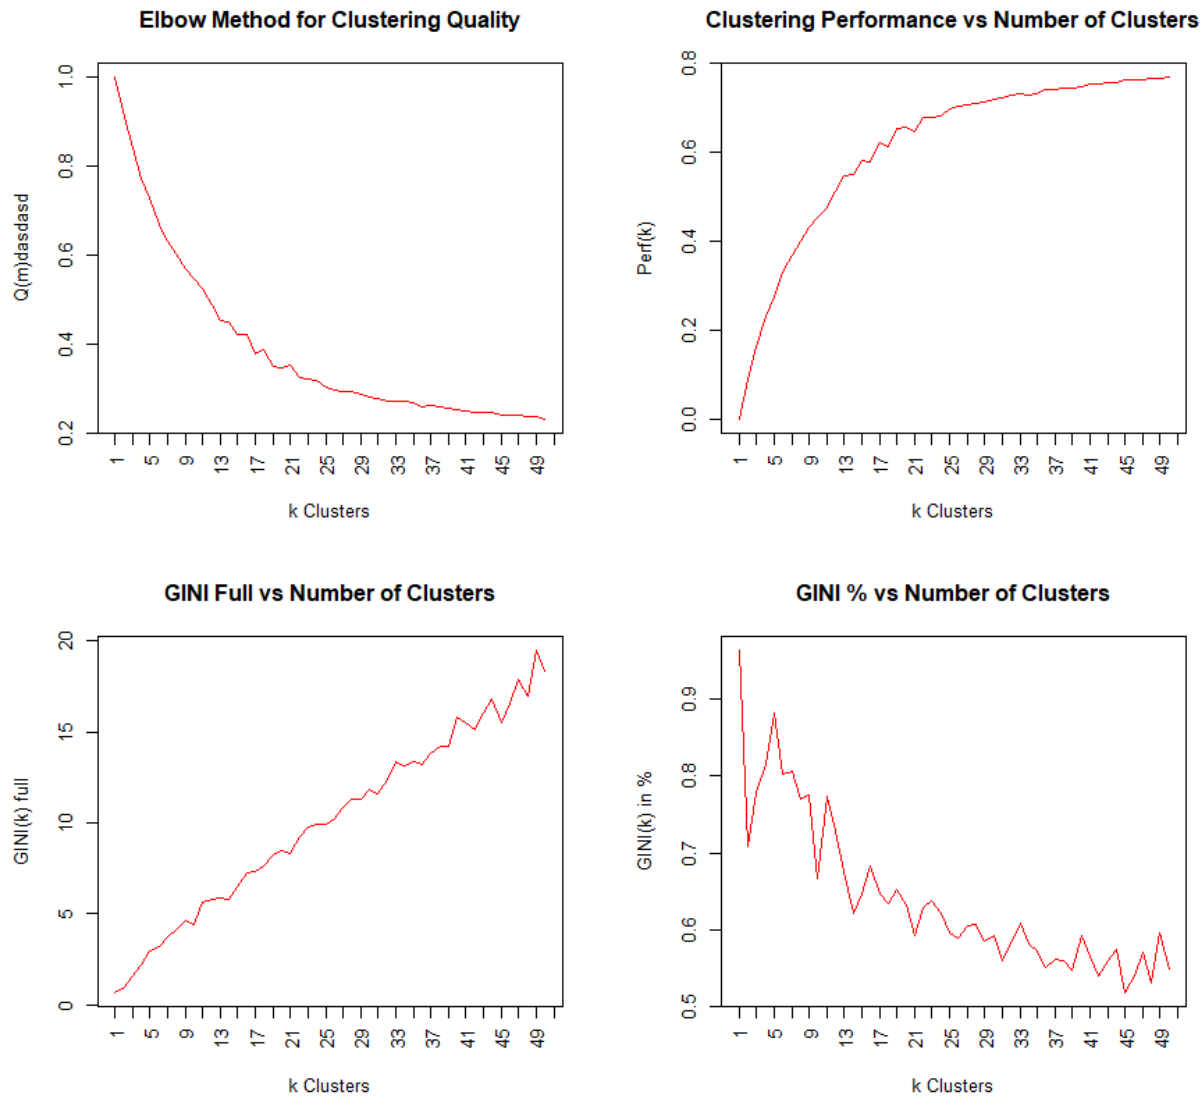 Elbow Method for Clustering Quality
Q(m)dasdasd
1.0
0.8
0.6
0.4
0.2
1 5 9 13 17 21 25 29 33 37 41 45 49
k Clusters
Clustering Performance vs Number of Clusters
Perf(k)
0.8
0.6
0.4
0.2
0.0
1 5 9 13 17 21 25 29 33 37 41 45 49
k Clusters
GINI Full vs Number of Clusters
GINI(k) full
20
15
10
5
0
1 5 9 13 17 21 25 29 33 37 41 45 49
k Clusters
GINI % vs Number of Clusters
GINI(k) in %
0.9
0.8
0.7
0.6
0.5
1 5 9 13 17 21 25 29 33 37 41 45 49
k Clusters